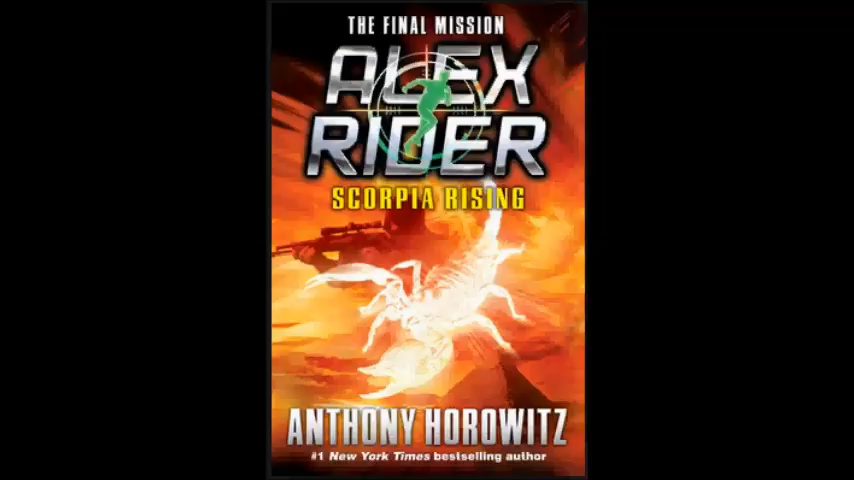 THE FINAL MISSION
ALEX
RIDER
SCORPIA RISING
ANTHONY HOROWITZ
#1 New York Times bestselling author